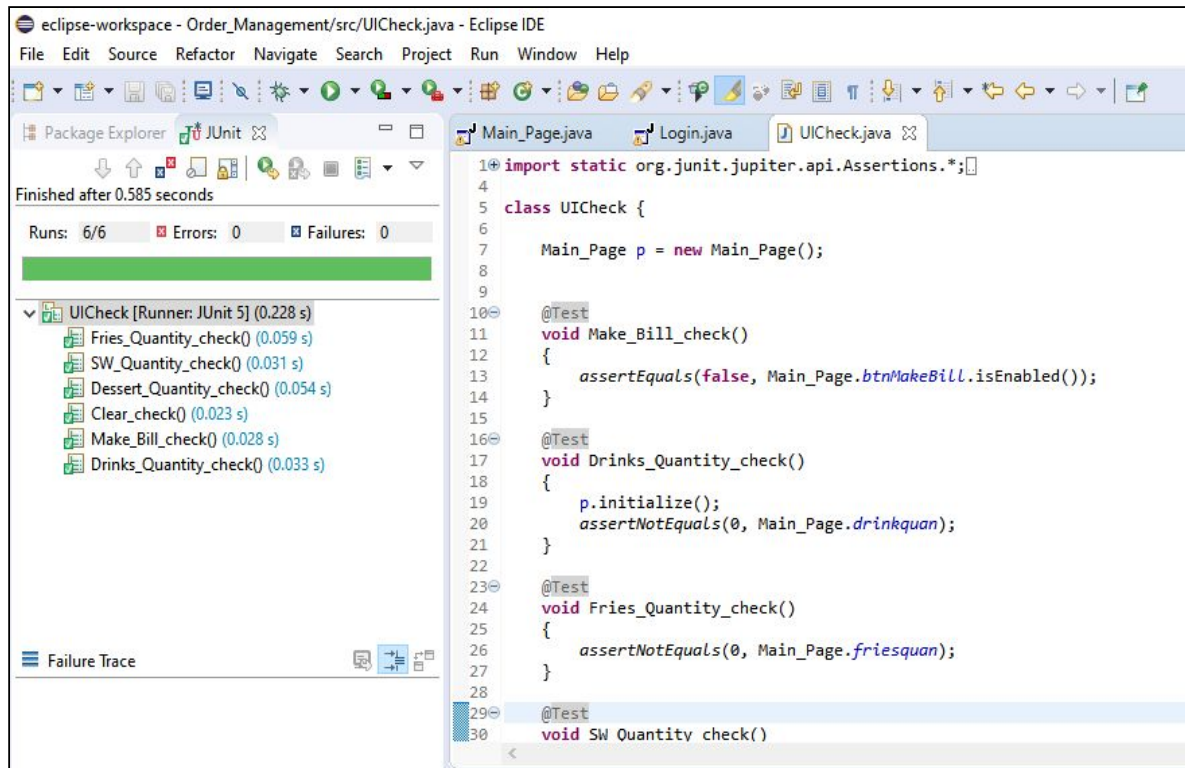 eclipse-workspace - Order_Management/src/UICheck.java - Eclipse IDE
File Edit Source Refactor Navigate Search Project Run Window Help
Package Explorer JUnit
Main_Page.java Login.java UICheck.java
Finished after 0.585 seconds
Runs: 6/6 Errors: 0 Failures: 0
UICheck [Runner: JUnit 5] (0.228 s)
Fries_Quantity_check() (0.059 s)
SW_Quantity_check() (0.031 s)
Dessert_Quantity_check() (0.054 s)
Clear_check() (0.023 s)
Make_Bill_check() (0.028 s)
Drinks_Quantity_check() (0.033 s)
Failure Trace
1 import static org.junit.jupiter.api.Assertions.*;
4
5 class UICheck {
6
7 Main_Page p = new Main_Page();
8
9
10 @Test
11 void Make_Bill_check()
12 {
13 assertEquals(false, Main_Page.btnMakeBill.isEnabled());
14 }
15
16 @Test
17 void Drinks_Quantity_check()
18 {
19 p.initialize();
20 assertNotEquals(0, Main_Page.drinkquan);
21 }
22
23 @Test
24 void Fries_Quantity_check()
25 {
26 assertNotEquals(0, Main_Page.friesquan);
27 }
28
29 @Test
30 void SW_Quantity_check()